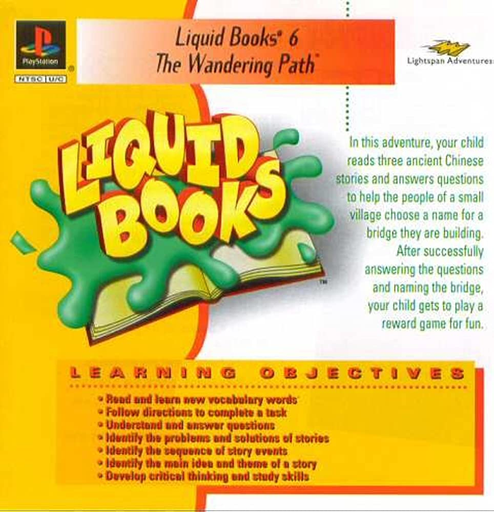 PlayStation
®
NTSC U/C
Liquid Books® 6
The Wandering Path™
Lightspan Adventures™
LIQUID
BOOKS
™
In this adventure, your child
reads three ancient Chinese
stories and answers questions
to help the people of a small
village choose a name for a
bridge they are building.
After successfully
answering the questions
and naming the bridge,
your child gets to play a
reward game for fun.
LEARNING OBJECTIVES
• Read and learn new vocabulary words
• Follow directions to complete a task
• Understand and answer questions
• Identify the problems and solutions of stories
• Identify the sequence of story events
• Identify the main idea and theme of a story
• Develop critical thinking and study skills